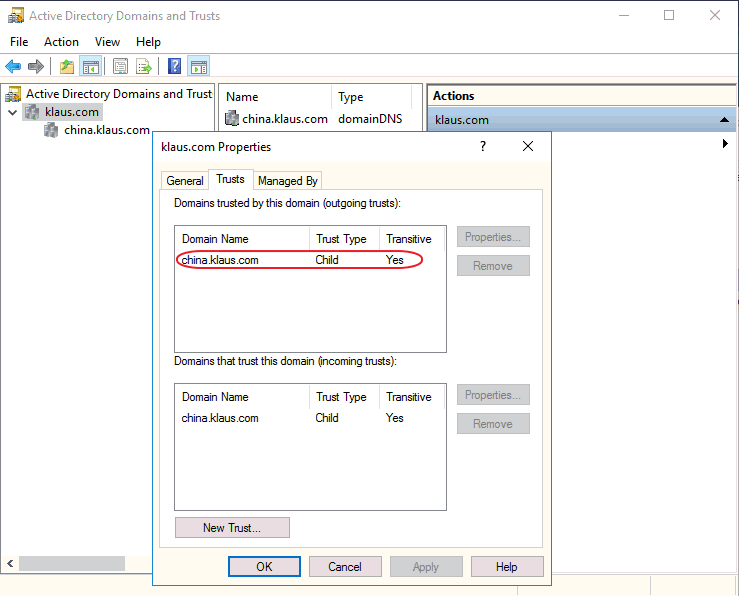 Active Directory Domains and Trusts
File Action View Help
Active Directory Domains and Trust
klaus.com
china.klaus.com
Name Type
china.klaus.com domainDNS
Actions
klaus.com
klaus.com Properties
?
General Trusts Managed By
Domains trusted by this domain (outgoing trusts):
Domain Name Trust Type Transitive
china.klaus.com Child Yes
Properties...
Remove
Domains that trust this domain (incoming trusts):
Domain Name Trust Type Transitive
china.klaus.com Child Yes
Properties...
Remove
New Trust...
OK Cancel Apply Help